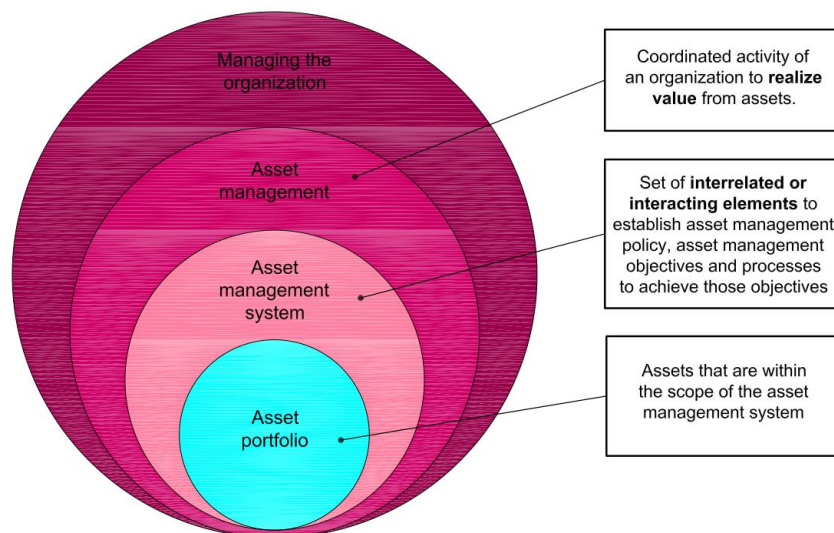 Managing the
organization
Asset
management
Asset
management
system
Asset
portfolio
Coordinated activity of
an organization to realize
value from assets.
Set of interrelated or
interacting elements to
establish asset management
policy, asset management
objectives and processes
to achieve those objectives
Assets that are within
the scope of the asset
management system